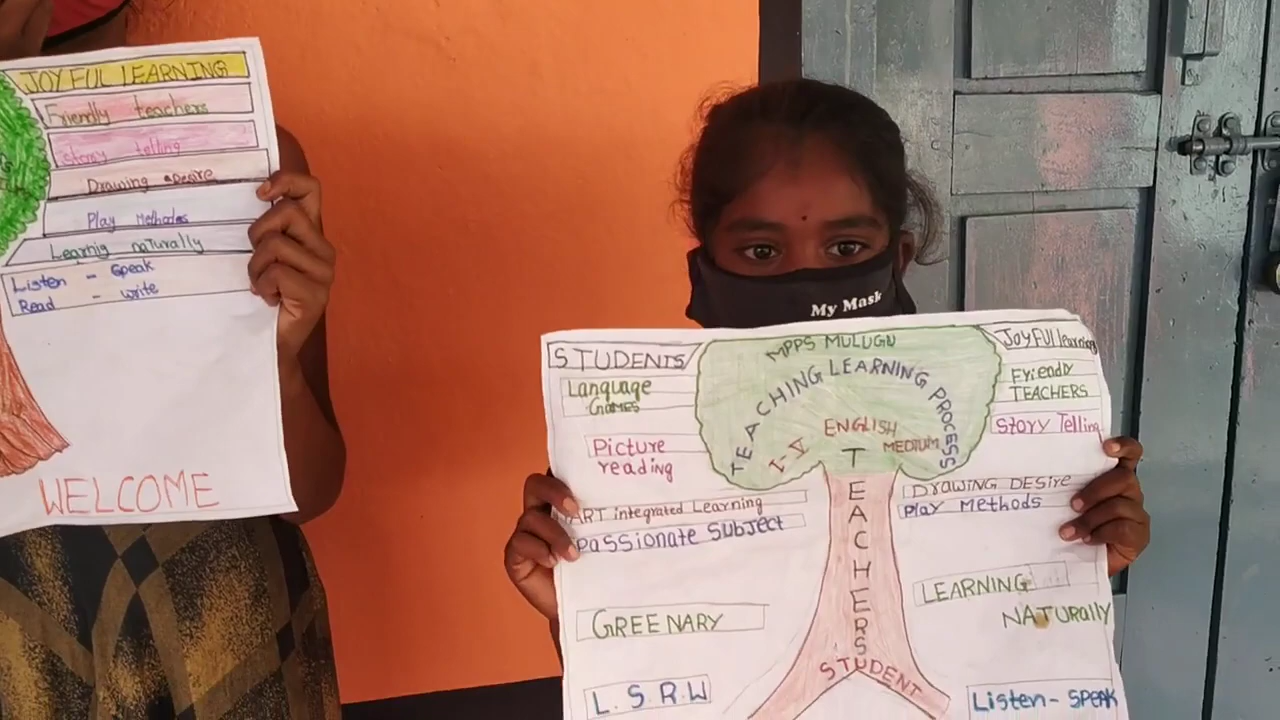 JOYFUL LEARNING
Friendly teachers
Story telling
Drawing Desire
Play Methodes
Learnig naTurally
Listen - Speak
Read - write
WELCOME
My Mask
STUDENTS
Language
GAMES
Picture
reading
ART integrated Learning
PaSSionate SubJect
GREENARY
L.S.R.W
MPPS MULUGU
TEACHING LEARNING PROCESS
I-V ENGLISH
MEDIUM
TEACHERS
STUDENT
JoyFUl learning
Friendly
TEACHERS
Story Telling
DrAWING DESire
Play MetHods
LEARNING
NATUrally
Listen- SPEAK